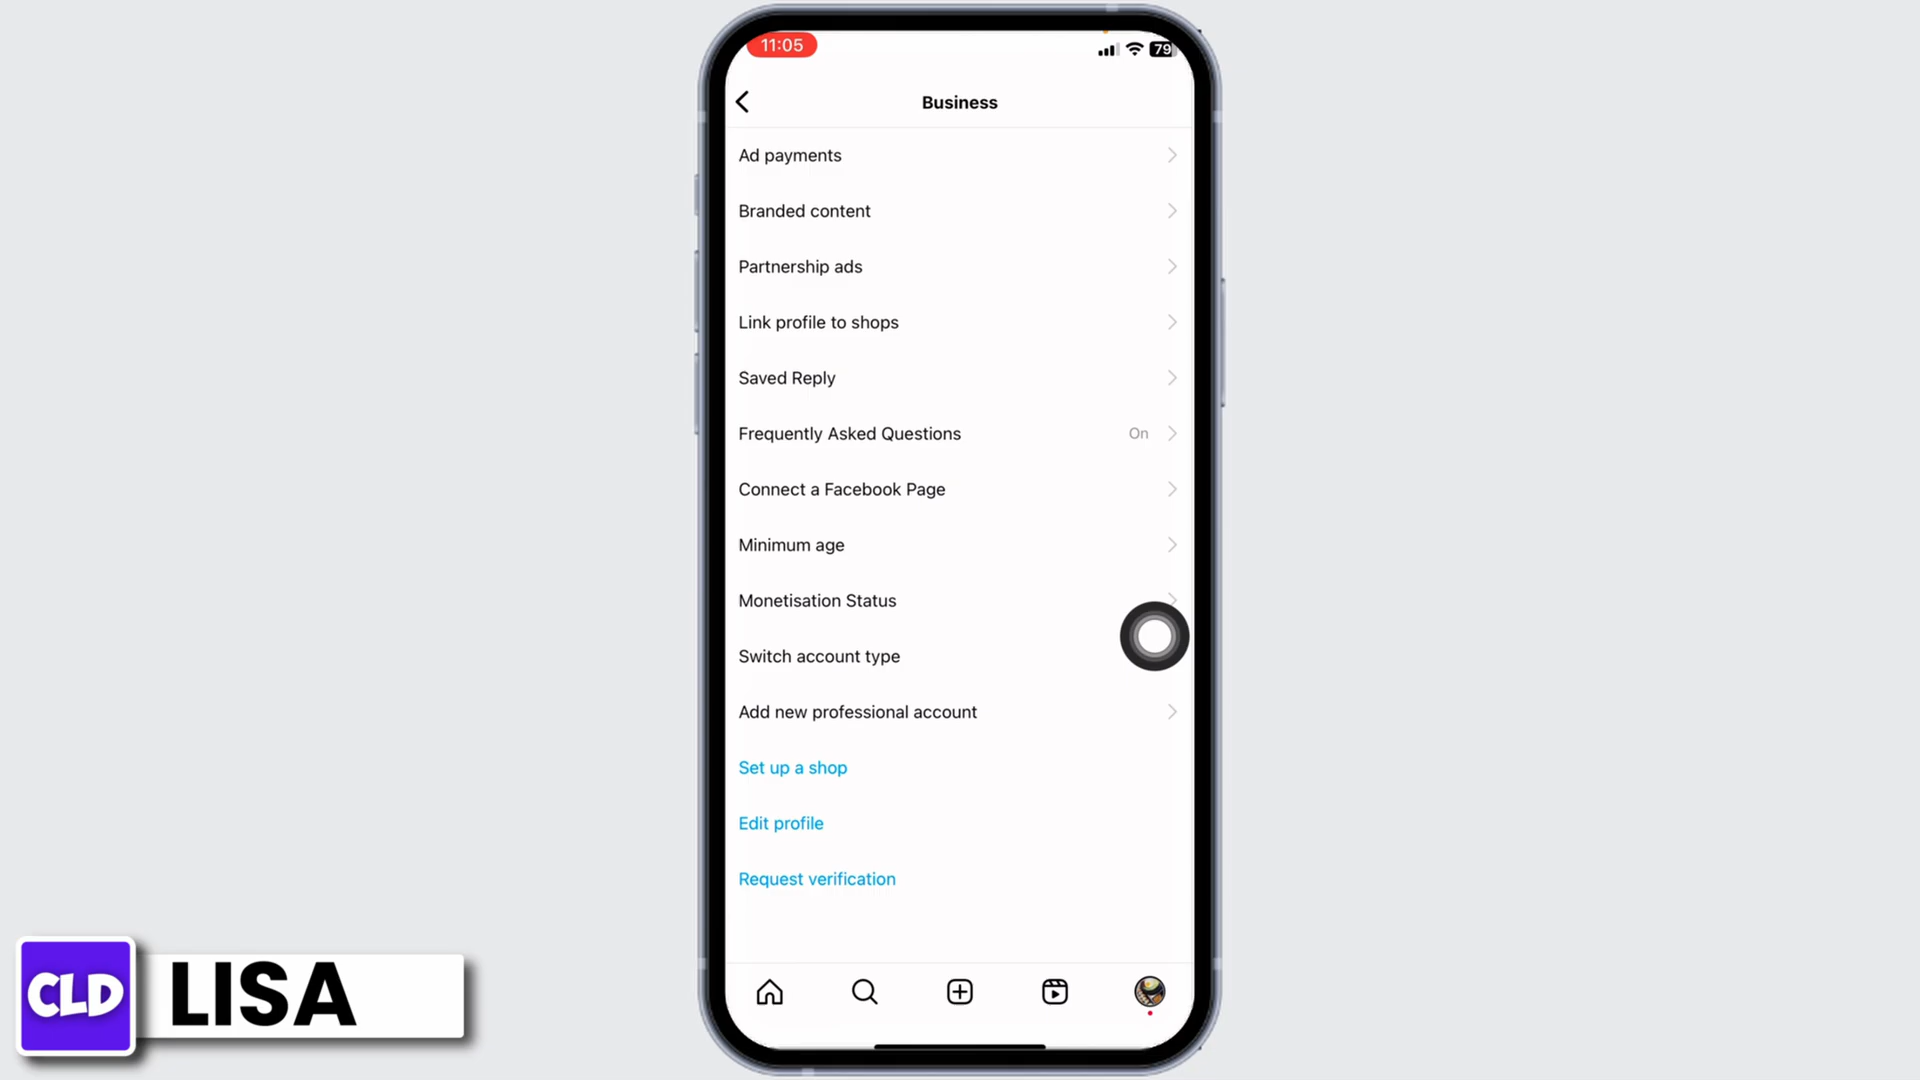 11:05
79
Business
Ad payments
Branded content
Partnership ads
Link profile to shops
Saved Reply
Frequently Asked Questions On
Connect a Facebook Page
Minimum age
Monetisation Status
Switch account type
Add new professional account
Set up a shop
Edit profile
Request verification
CLD LISA